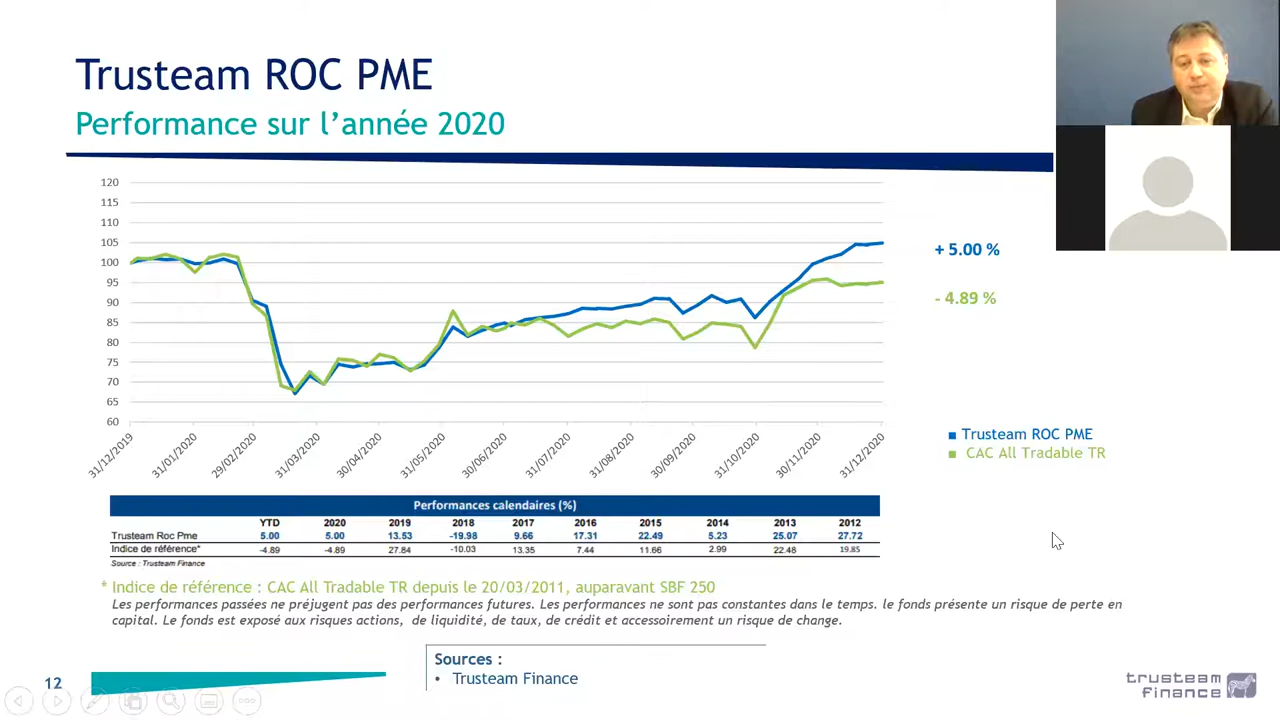 Trusteam ROC PME
Performance sur l’année 2020
120
115
110
105
100
95
90
85
80
75
70
65
60
31/12/2019
31/01/2020
29/02/2020
31/03/2020
30/04/2020
31/05/2020
30/06/2020
31/07/2020
31/08/2020
30/09/2020
31/10/2020
30/11/2020
31/12/2020
+ 5.00 %
- 4.89 %
Trusteam ROC PME
CAC All Tradable TR
Performances calendaires (%)
YTD 2020 2019 2018 2017 2016 2015 2014 2013 2012
Trusteam Roc Pme 5.00 5.00 13.53 -19.98 9.66 17.31 22.49 5.23 25.07 27.72
Indice de référence* -4.89 -4.89 27.84 -10.03 13.35 7.44 11.66 2.99 22.48 19.85
Source : Trusteam Finance
* Indice de référence : CAC All Tradable TR depuis le 20/03/2011, auparavant SBF 250
Les performances passées ne préjugent pas des performances futures. Les performances ne sont pas constantes dans le temps. le fonds présente un risque de perte en
capital. Le fonds est exposé aux risques actions, de liquidité, de taux, de crédit et accessoirement un risque de change.
Sources :
• Trusteam Finance
12
trusteam
finance